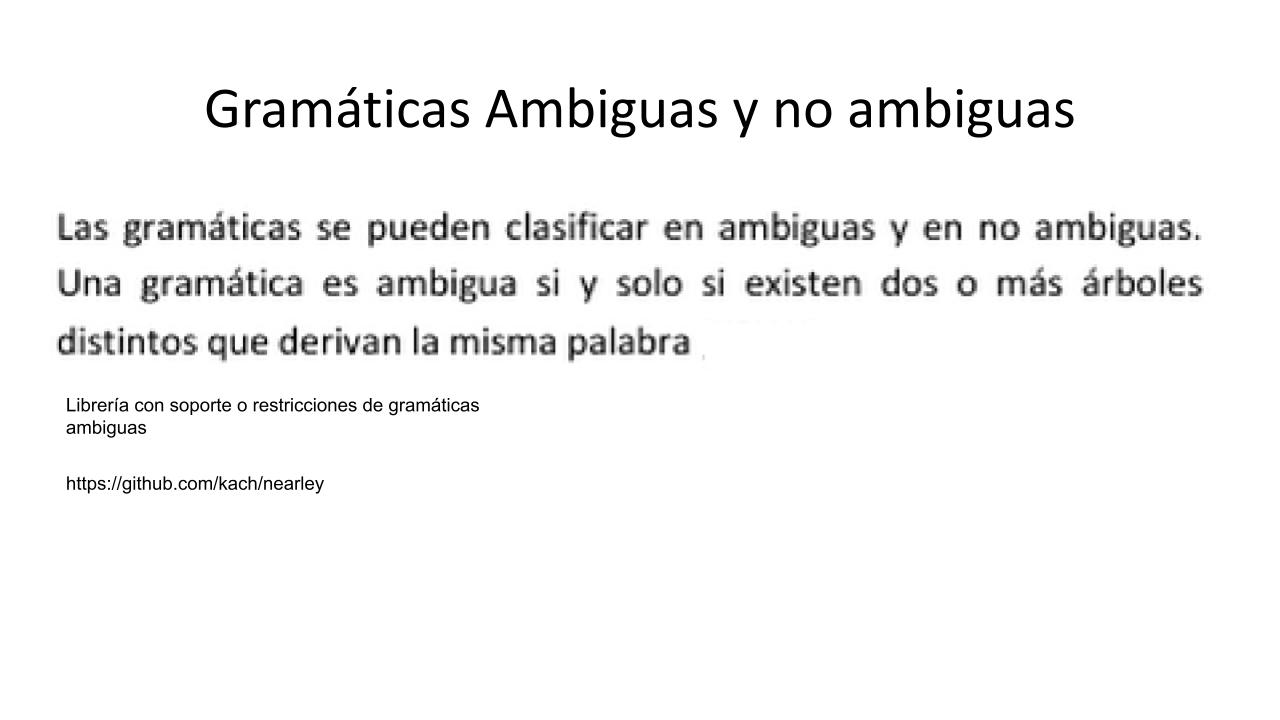 Gramáticas Ambiguas y no ambiguas
Las gramáticas se pueden clasificar en ambiguas y en no ambiguas.
Una gramática es ambigua si y solo si existen dos o más árboles
distintos que derivan la misma palabra
Librería con soporte o restricciones de gramáticas
ambiguas
https://github.com/kach/nearley